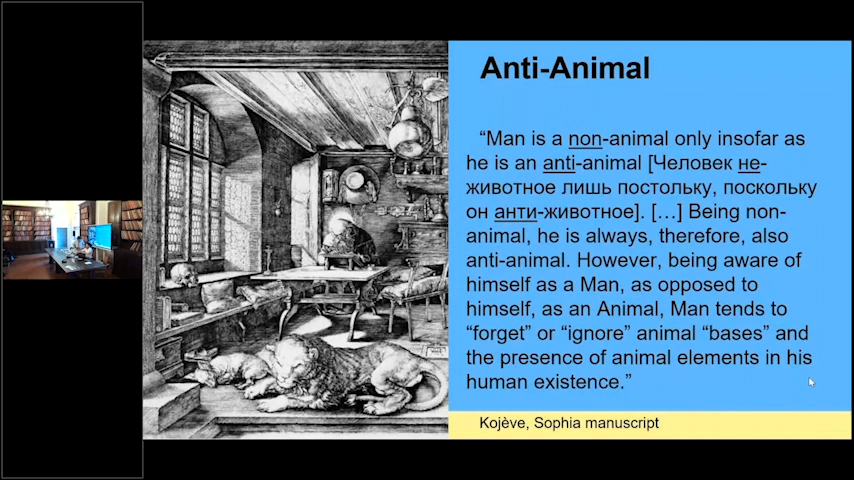 Anti-Animal
“Man is a non-animal only insofar as
he is an anti-animal [Человек не-
животное лишь постольку, поскольку
он анти-животное]. […] Being non-
animal, he is always, therefore, also
anti-animal. However, being aware of
himself as a Man, as opposed to
himself, as an Animal, Man tends to
“forget” or “ignore” animal “bases” and
the presence of animal elements in his
human existence.”
Kojève, Sophia manuscript